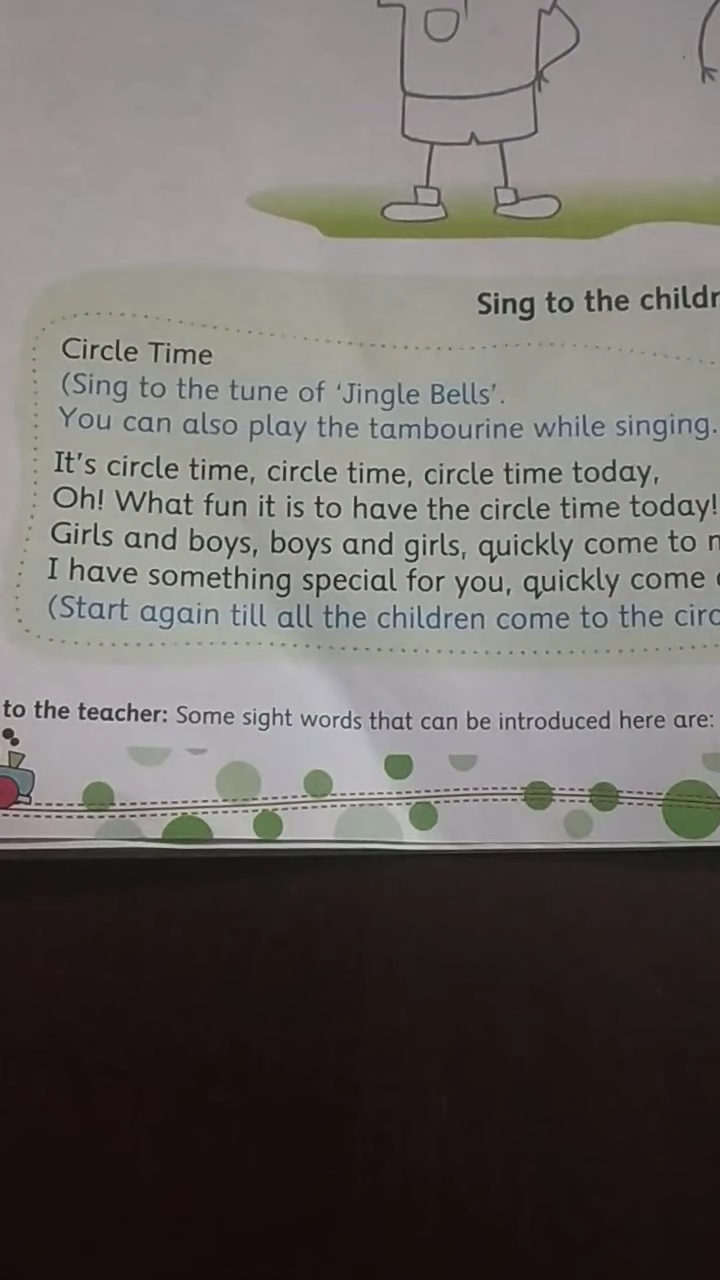 Sing to the childr
Circle Time
(Sing to the tune of 'Jingle Bells'.
You can also play the tambourine while singing.
It's circle time, circle time, circle time today,
Oh! What fun it is to have the circle time today!
Girls and boys, boys and girls, quickly come to
I have something special for you, quickly come
(Start again till all the children come to the circ
to the teacher: Some sight words that can be introduced here are: